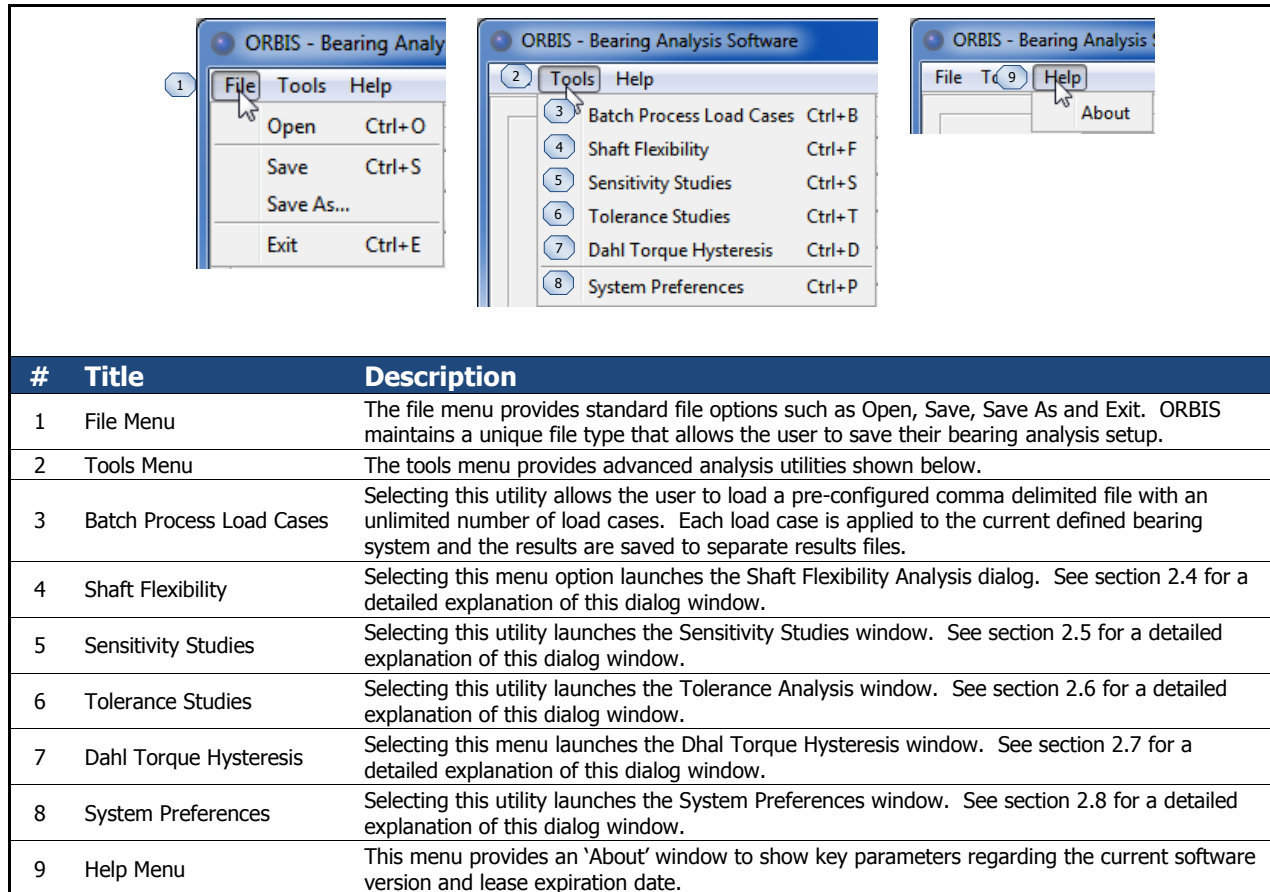 ORBIS - Bearing Analy
1 File Tools Help
Open Ctrl+O
Save Ctrl+S
Save As...
Exit Ctrl+E
ORBIS - Bearing Analysis Software
2 Tools Help
3 Batch Process Load Cases Ctrl+B
4 Shaft Flexibility Ctrl+F
5 Sensitivity Studies Ctrl+S
6 Tolerance Studies Ctrl+T
7 Dahl Torque Hysteresis Ctrl+D
8 System Preferences Ctrl+P
ORBIS - Bearing Analysis
File To 9 Help
About
# Title Description
1 File Menu The file menu provides standard file options such as Open, Save, Save As and Exit. ORBIS
maintains a unique file type that allows the user to save their bearing analysis setup.
2 Tools Menu The tools menu provides advanced analysis utilities shown below.
3 Batch Process Load Cases Selecting this utility allows the user to load a pre-configured comma delimited file with an
unlimited number of load cases. Each load case is applied to the current defined bearing
system and the results are saved to separate results files.
4 Shaft Flexibility Selecting this menu option launches the Shaft Flexibility Analysis dialog. See section 2.4 for a
detailed explanation of this dialog window.
5 Sensitivity Studies Selecting this utility launches the Sensitivity Studies window. See section 2.5 for a detailed
explanation of this dialog window.
6 Tolerance Studies Selecting this utility launches the Tolerance Analysis window. See section 2.6 for a detailed
explanation of this dialog window.
7 Dahl Torque Hysteresis Selecting this menu launches the Dhal Torque Hysteresis window. See section 2.7 for a
detailed explanation of this dialog window.
8 System Preferences Selecting this utility launches the System Preferences window. See section 2.8 for a detailed
explanation of this dialog window.
9 Help Menu This menu provides an ‘About’ window to show key parameters regarding the current software
version and lease expiration date.